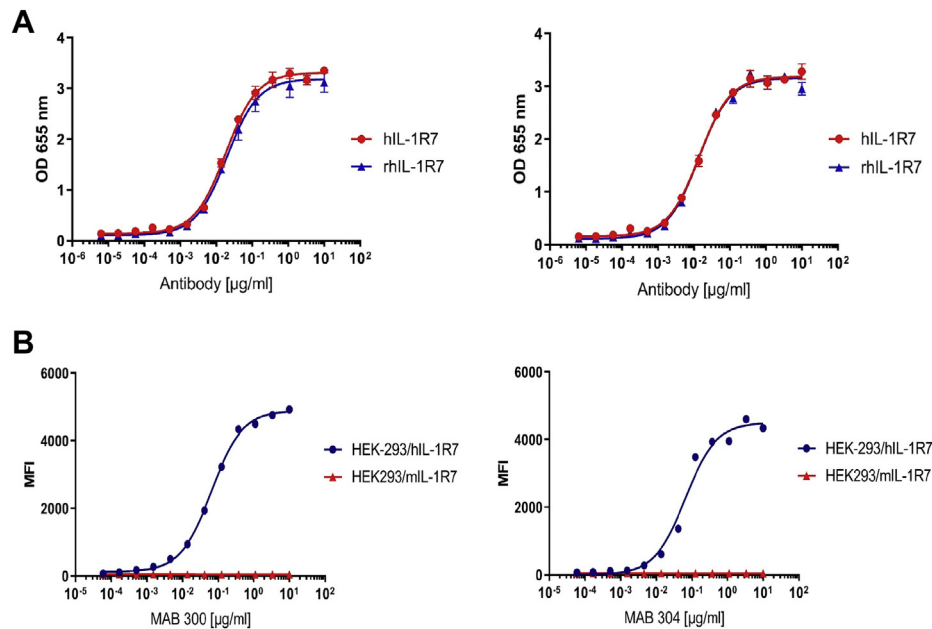 A
4
3
2
1
0
OD 655 nm
10-6 10-5 10-4 10-3 10-2 10-1 100 101 102
Antibody [µg/ml]
hIL-1R7
rhIL-1R7
4
3
2
1
0
OD 655 nm
10-6 10-5 10-4 10-3 10-2 10-1 100 101 102
Antibody [µg/ml]
hIL-1R7
rhIL-1R7
B
6000
4000
2000
0
MFI
10-5 10-4 10-3 10-2 10-1 100 101 102
MAB 300 [µg/ml]
HEK-293/hIL-1R7
HEK293/mIL-1R7
6000
4000
2000
0
MFI
10-5 10-4 10-3 10-2 10-1 100 101 102
MAB 304 [µg/ml]
HEK-293/hIL-1R7
HEK293/mIL-1R7